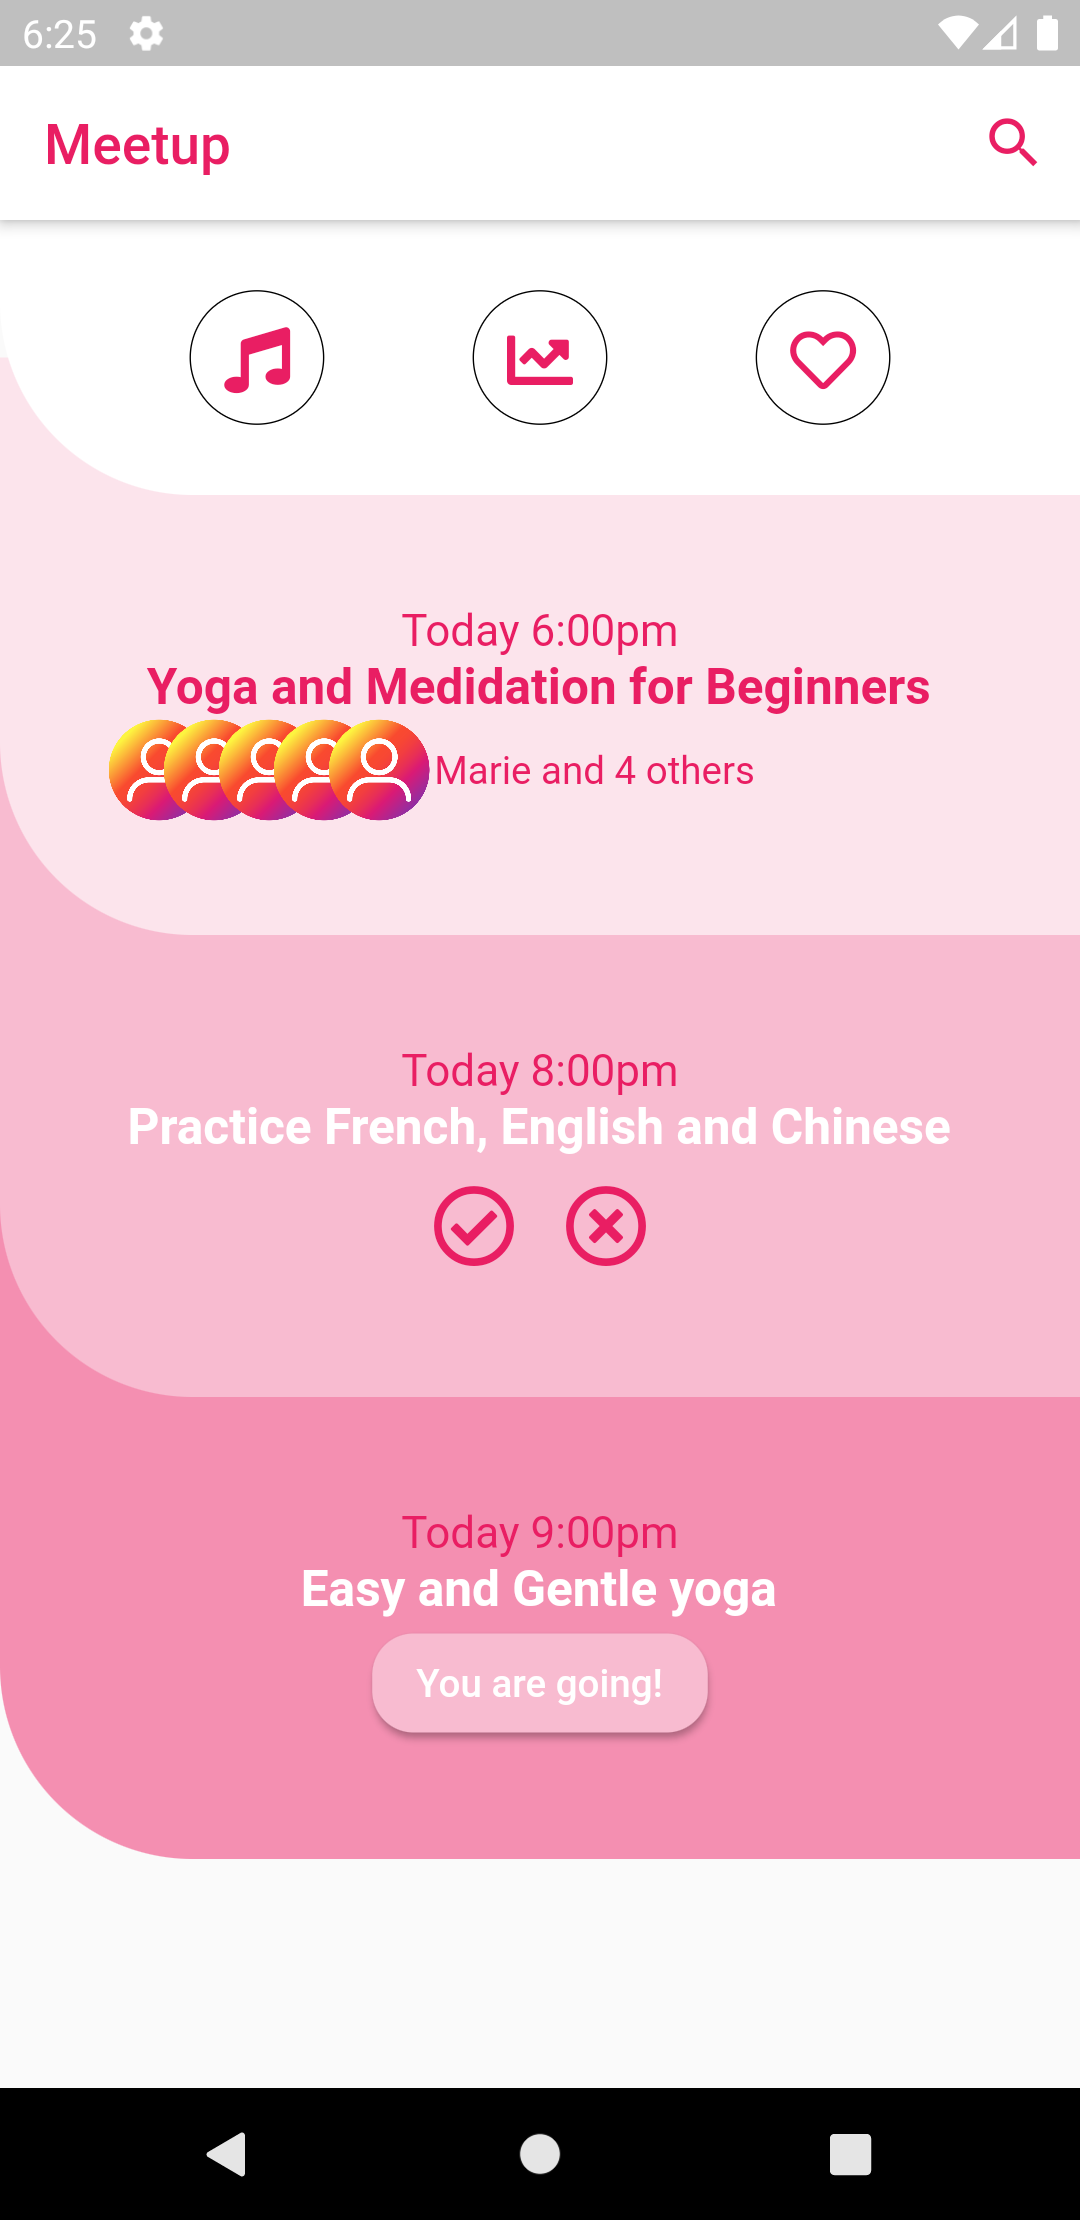 6:25
Meetup
Today 6:00pm
Yoga and Medidation for Beginners
Marie and 4 others
Today 8:00pm
Practice French, English and Chinese
Today 9:00pm
Easy and Gentle yoga
You are going!